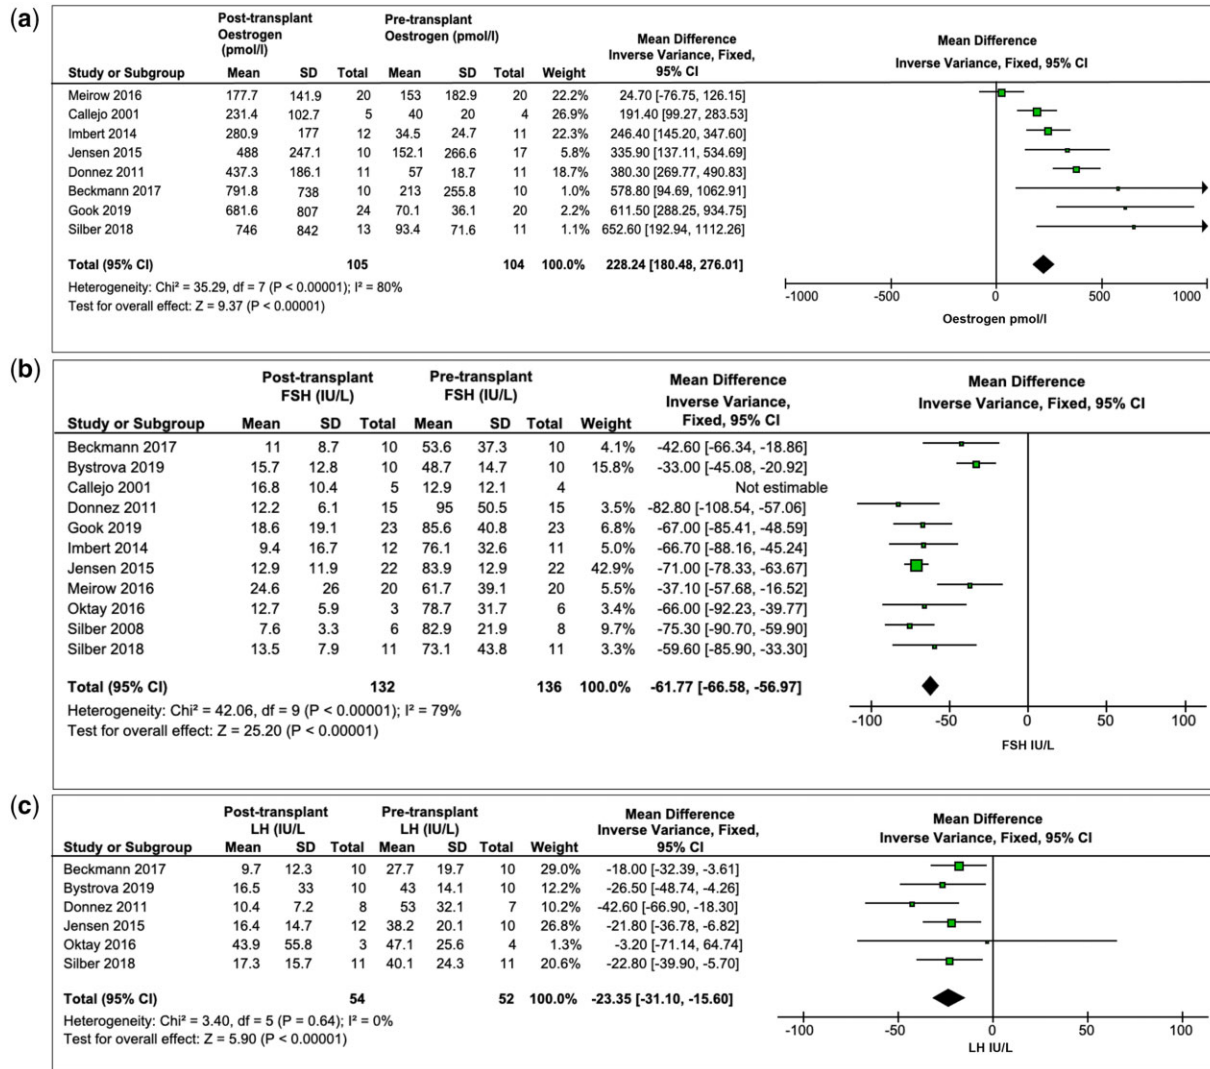 (a)
Post-transplant Pre-transplant
Oestrogen Oestrogen (pmol/l) Mean Difference Mean Difference
(pmol/l) Inverse Variance, Fixed, Inverse Variance, Fixed, 95% CI
Study or Subgroup Mean SD Total Mean SD Total Weight 95% CI
Meirow 2016 177.7 141.9 20 153 182.9 20 22.2% 24.70 [-76.75, 126.15]
Callejo 2001 231.4 102.7 5 40 20 4 26.9% 191.40 [99.27, 283.53]
Imbert 2014 280.9 177 12 34.5 24.7 11 22.3% 246.40 [145.20, 347.60]
Jensen 2015 488 247.1 10 152.1 266.6 17 5.8% 335.90 [137.11, 534.69]
Donnez 2011 437.3 186.1 11 57 18.7 11 18.7% 380.30 [269.77, 490.83]
Beckmann 2017 791.8 738 10 213 255.8 10 1.0% 578.80 [94.69, 1062.91]
Gook 2019 681.6 807 24 70.1 36.1 20 2.2% 611.50 [288.25, 934.75]
Silber 2018 746 842 13 93.4 71.6 11 1.1% 652.60 [192.94, 1112.26]
Total (95% CI) 105 104 100.0% 228.24 [180.48, 276.01]
Heterogeneity: Chi² = 35.29, df = 7 (P < 0.00001); I² = 80%
Test for overall effect: Z = 9.37 (P < 0.00001)
-1000 -500 0 500 1000
Oestrogen pmol/l
(b)
Post-transplant Pre-transplant Mean Difference Mean Difference
FSH (IU/L) FSH (IU/L) Inverse Variance, Inverse Variance, Fixed, 95% CI
Study or Subgroup Mean SD Total Mean SD Total Weight Fixed, 95% CI
Beckmann 2017 11 8.7 10 53.6 37.3 10 4.1% -42.60 [-66.34, -18.86]
Bystrova 2019 15.7 12.8 10 48.7 14.7 10 15.8% -33.00 [-45.08, -20.92]
Callejo 2001 16.8 10.4 5 12.9 12.1 4 Not estimable
Donnez 2011 12.2 6.1 15 95 50.5 15 3.5% -82.80 [-108.54, -57.06]
Gook 2019 18.6 19.1 23 85.6 40.8 23 6.8% -67.00 [-85.41, -48.59]
Imbert 2014 9.4 16.7 12 76.1 32.6 11 5.0% -66.70 [-88.16, -45.24]
Jensen 2015 12.9 11.9 22 83.9 12.9 22 42.9% -71.00 [-78.33, -63.67]
Meirow 2016 24.6 26 20 61.7 39.1 20 5.5% -37.10 [-57.68, -16.52]
Oktay 2016 12.7 5.9 3 78.7 31.7 6 3.4% -66.00 [-92.23, -39.77]
Silber 2008 7.6 3.3 6 82.9 21.9 8 9.7% -75.30 [-90.70, -59.90]
Silber 2018 13.5 7.9 11 73.1 43.8 11 3.3% -59.60 [-85.90, -33.30]
Total (95% CI) 132 136 100.0% -61.77 [-66.58, -56.97]
Heterogeneity: Chi² = 42.06, df = 9 (P < 0.00001); I² = 79%
Test for overall effect: Z = 25.20 (P < 0.00001)
-100 -50 0 50 100
FSH IU/L
(c)
Post-transplant Pre-transplant Mean Difference Mean Difference
LH (IU/L LH (IU/L) Inverse Variance, Fixed, Inverse Variance, Fixed, 95% CI
Study or Subgroup Mean SD Total Mean SD Total Weight 95% CI
Beckmann 2017 9.7 12.3 10 27.7 19.7 10 29.0% -18.00 [-32.39, -3.61]
Bystrova 2019 16.5 33 10 43 14.1 10 12.2% -26.50 [-48.74, -4.26]
Donnez 2011 10.4 7.2 8 53 32.1 7 10.2% -42.60 [-66.90, -18.30]
Jensen 2015 16.4 14.7 12 38.2 20.1 10 26.8% -21.80 [-36.78, -6.82]
Oktay 2016 43.9 55.8 3 47.1 25.6 4 1.3% -3.20 [-71.14, 64.74]
Silber 2018 17.3 15.7 11 40.1 24.3 11 20.6% -22.80 [-39.90, -5.70]
Total (95% CI) 54 52 100.0% -23.35 [-31.10, -15.60]
Heterogeneity: Chi² = 3.40, df = 5 (P = 0.64); I² = 0%
Test for overall effect: Z = 5.90 (P < 0.00001)
-100 -50 0 50 100
LH IU/L